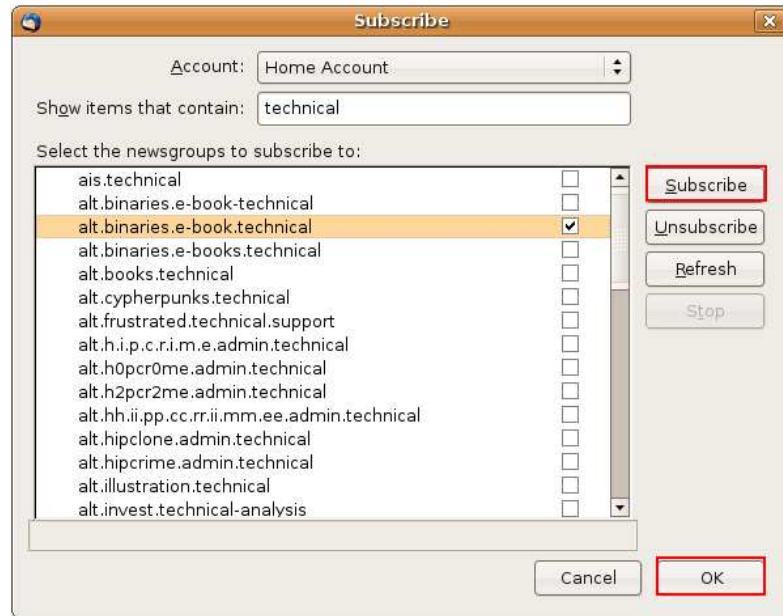 Subscribe
Account: Home Account
Show items that contain: technical
Select the newsgroups to subscribe to:
ais.technical
alt.binaries.e-book-technical
alt.binaries.e-book.technical
alt.binaries.e-books.technical
alt.books.technical
alt.cypherpunks.technical
alt.frustrated.technical.support
alt.h.i.p.c.r.i.m.e.admin.technical
alt.h0pcr0me.admin.technical
alt.h2pcr2me.admin.technical
alt.hh.ii.pp.cc.rr.ii.mm.ee.admin.technical
alt.hipclone.admin.technical
alt.hipcrime.admin.technical
alt.illustration.technical
alt.invest.technical-analysis
Subscribe
Unsubscribe
Refresh
Stop
Cancel
OK